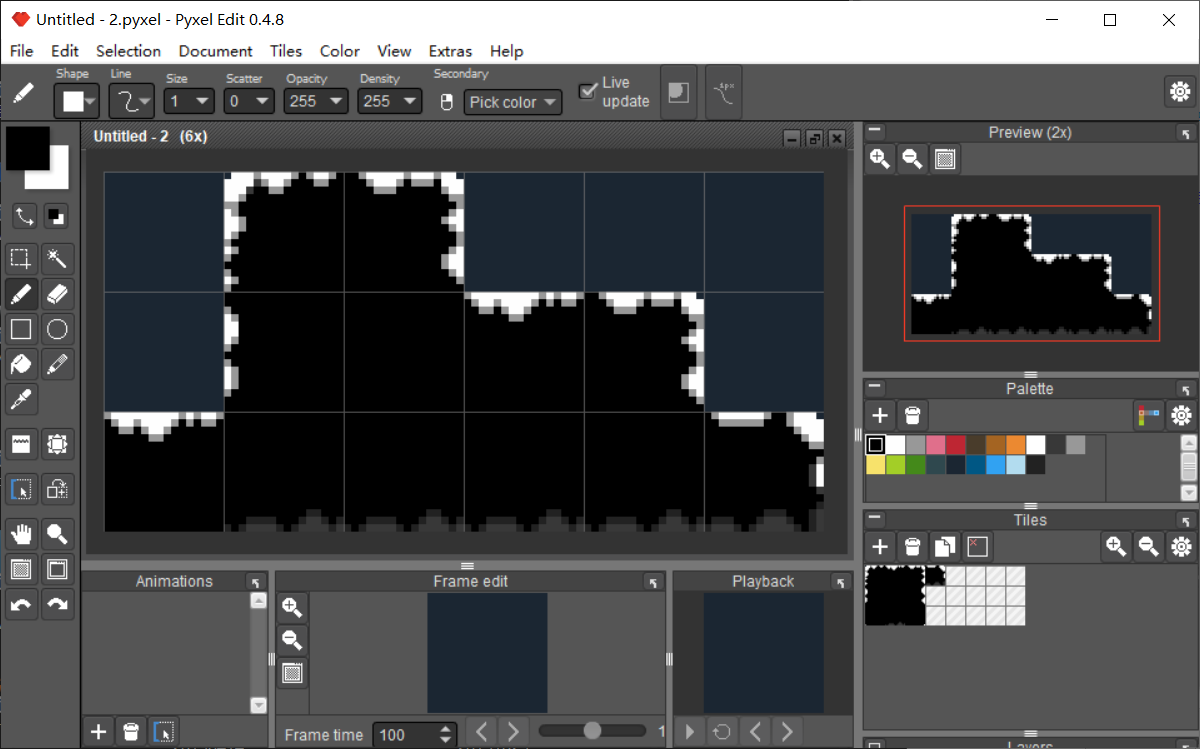 Untitled - 2.pyxel - Pyxel Edit 0.4.8
File Edit Selection Document Tiles Color View Extras Help
Shape Line Size Scatter Opacity Density Secondary
1 0 255 255 Pick color
Live update
Untitled - 2 (6x)
Preview (2x)
Palette
Tiles
Animations Frame edit Playback
Frame time 100 1
Layers